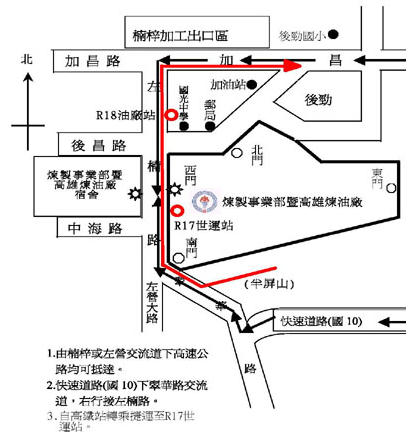 楠梓加工出口區
後勁國小
北
加昌路
加
昌
左
國光中學
郵局
加油站
後勁
R18油廠站
後昌路
楠
北門
東門
西門
煉製事業部暨
高雄煉油廠
宿舍
煉製事業部暨高雄煉油廠
R17世運站
中海路
路
南門
(半屏山)
翠
華
路
左營大路
快速道路(國10)
1.由楠梓或左營交流道下高速公
路均可抵達。
2.快速道路(國10)下翠華路交流
道,右行接左楠路。
3.自高鐵站轉乘捷運至R17世
運站。